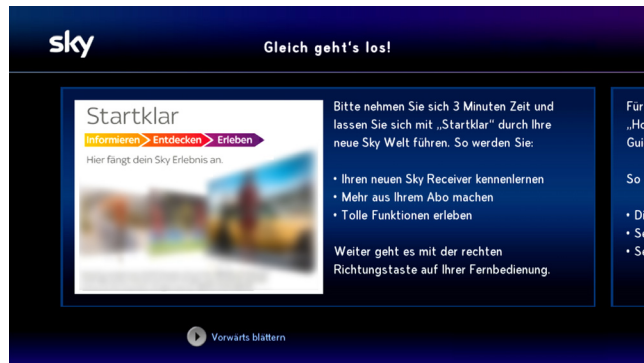 sky
Gleich geht's los!
Startklar
Informieren Entdecken Erleben
Hier fängt dein Sky Erlebnis an.
Bitte nehmen Sie sich 3 Minuten Zeit und
lassen Sie sich mit „Startklar“ durch Ihre
neue Sky Welt führen. So werden Sie:
• Ihren neuen Sky Receiver kennenlernen
• Mehr aus Ihrem Abo machen
• Tolle Funktionen erleben
Weiter geht es mit der rechten
Richtungstaste auf Ihrer Fernbedienung.
Für
So
Vorwärts blättern